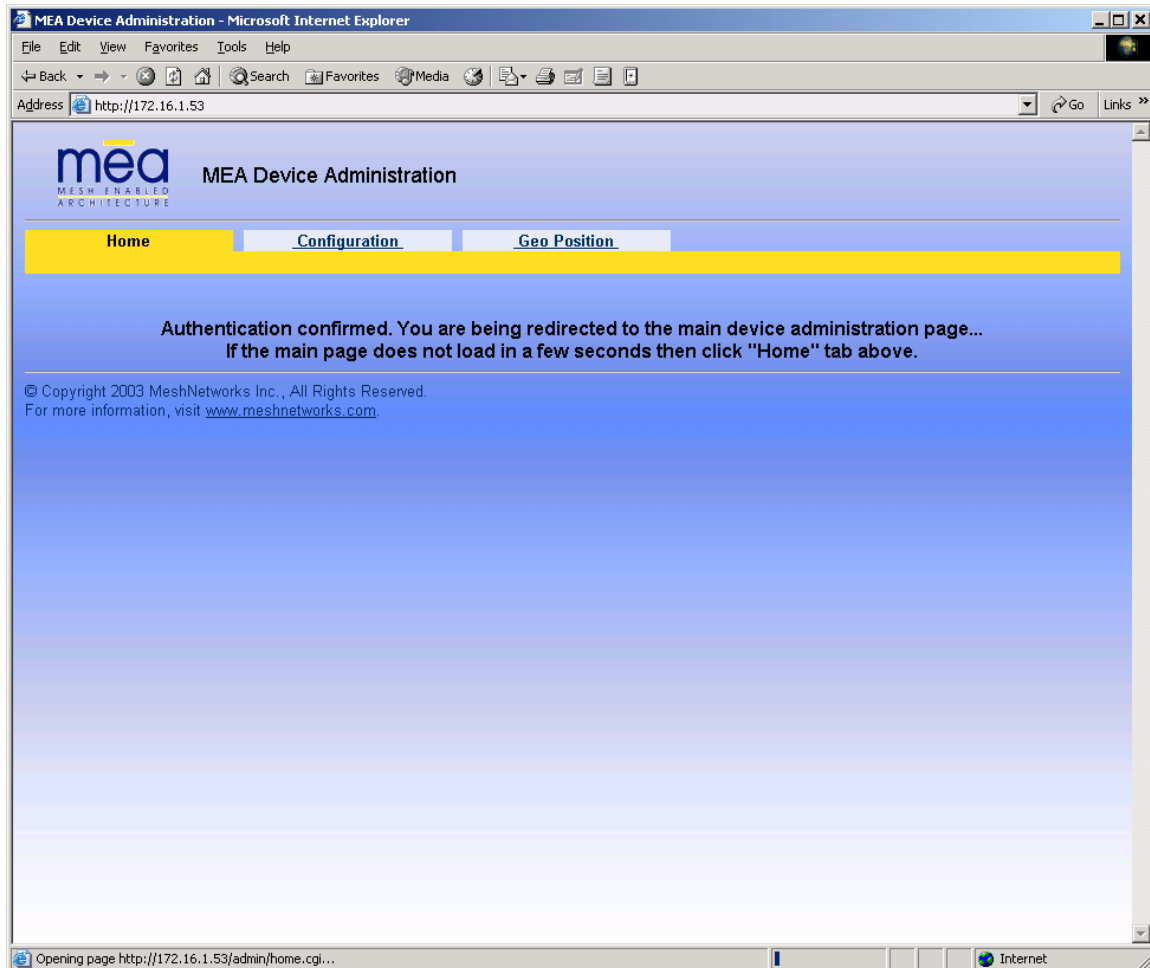 MEA Device Administration - Microsoft Internet Explorer
File Edit View Favorites Tools Help
Back Search Favorites Media
Address http://172.16.1.53 Go Links »
mea
MESH ENABLED
ARCHITECTURE
MEA Device Administration
Home Configuration Geo Position
Authentication confirmed. You are being redirected to the main device administration page...
If the main page does not load in a few seconds then click "Home" tab above.
© Copyright 2003 MeshNetworks Inc., All Rights Reserved.
For more information, visit www.meshnetworks.com.
Opening page http://172.16.1.53/admin/home.cgi... Internet